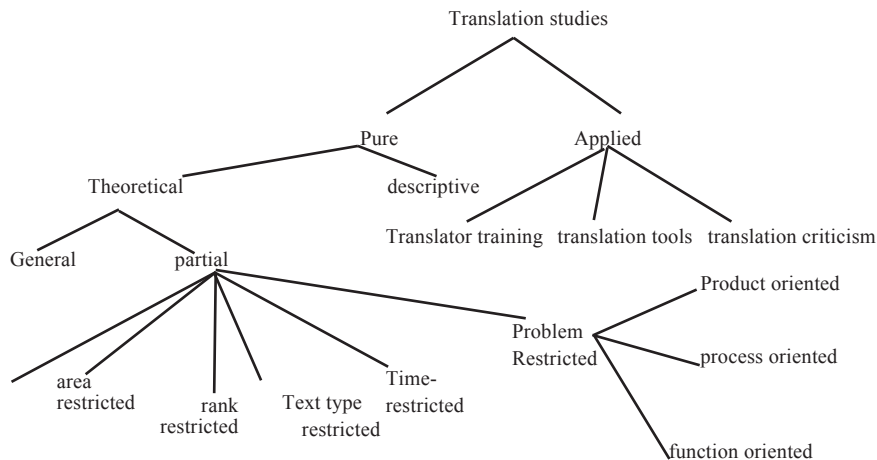 Translation studies
Pure
Applied
Theoretical
descriptive
Translator training
translation tools
translation criticism
General
partial
Product oriented
Problem
Restricted
process oriented
area
restricted
rank
restricted
Text type
restricted
Time-
restricted
function oriented